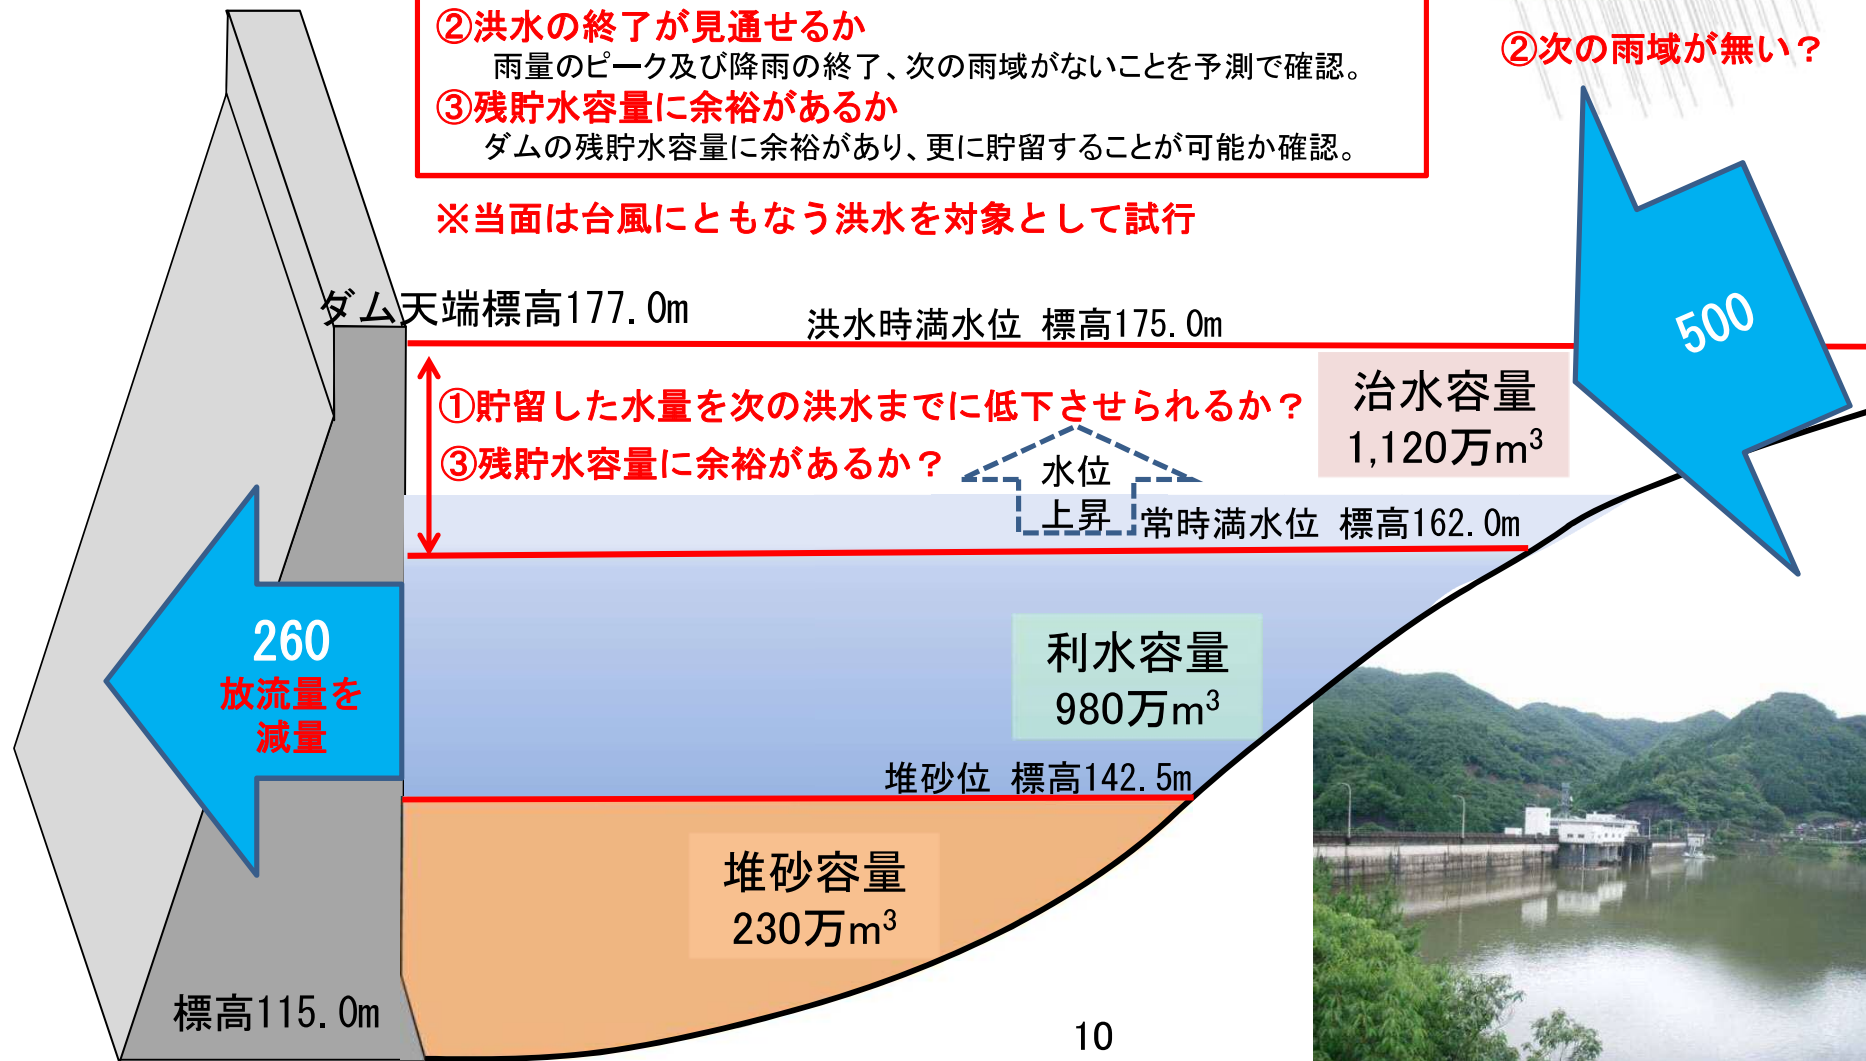 ②洪水の終了が見通せるか
雨量のピーク及び降雨の終了、次の雨域がないことを予測で確認。
③残貯水容量に余裕があるか
ダムの残貯水容量に余裕があり、更に貯留することが可能か確認。
※当面は台風にともなう洪水を対象として試行
②次の雨域が無い？
ダム天端標高177.0m
洪水時満水位 標高175.0m
500
①貯留した水量を次の洪水までに低下させられるか？
③残貯水容量に余裕があるか？
治水容量
1,120万m³
水位
上昇
常時満水位 標高162.0m
260
放流量を
減量
利水容量
980万m³
堆砂位 標高142.5m
堆砂容量
230万m³
標高115.0m
10